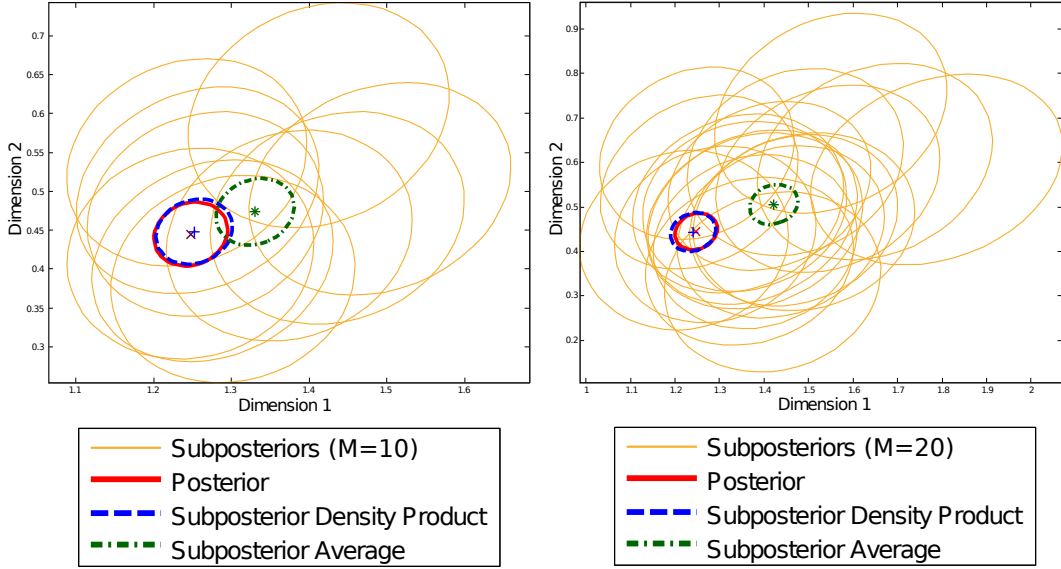 0.7
0.65
0.6
0.55
0.5
0.45
0.4
0.35
0.3
Dimension 2
1.1 1.2 1.3 1.4 1.5 1.6
Dimension 1
Subposteriors (M=10)
Posterior
Subposterior Density Product
Subposterior Average
0.9
0.8
0.7
0.6
0.5
0.4
0.3
0.2
Dimension 2
1 1.1 1.2 1.3 1.4 1.5 1.6 1.7 1.8 1.9 2
Dimension 1
Subposteriors (M=20)
Posterior
Subposterior Density Product
Subposterior Average